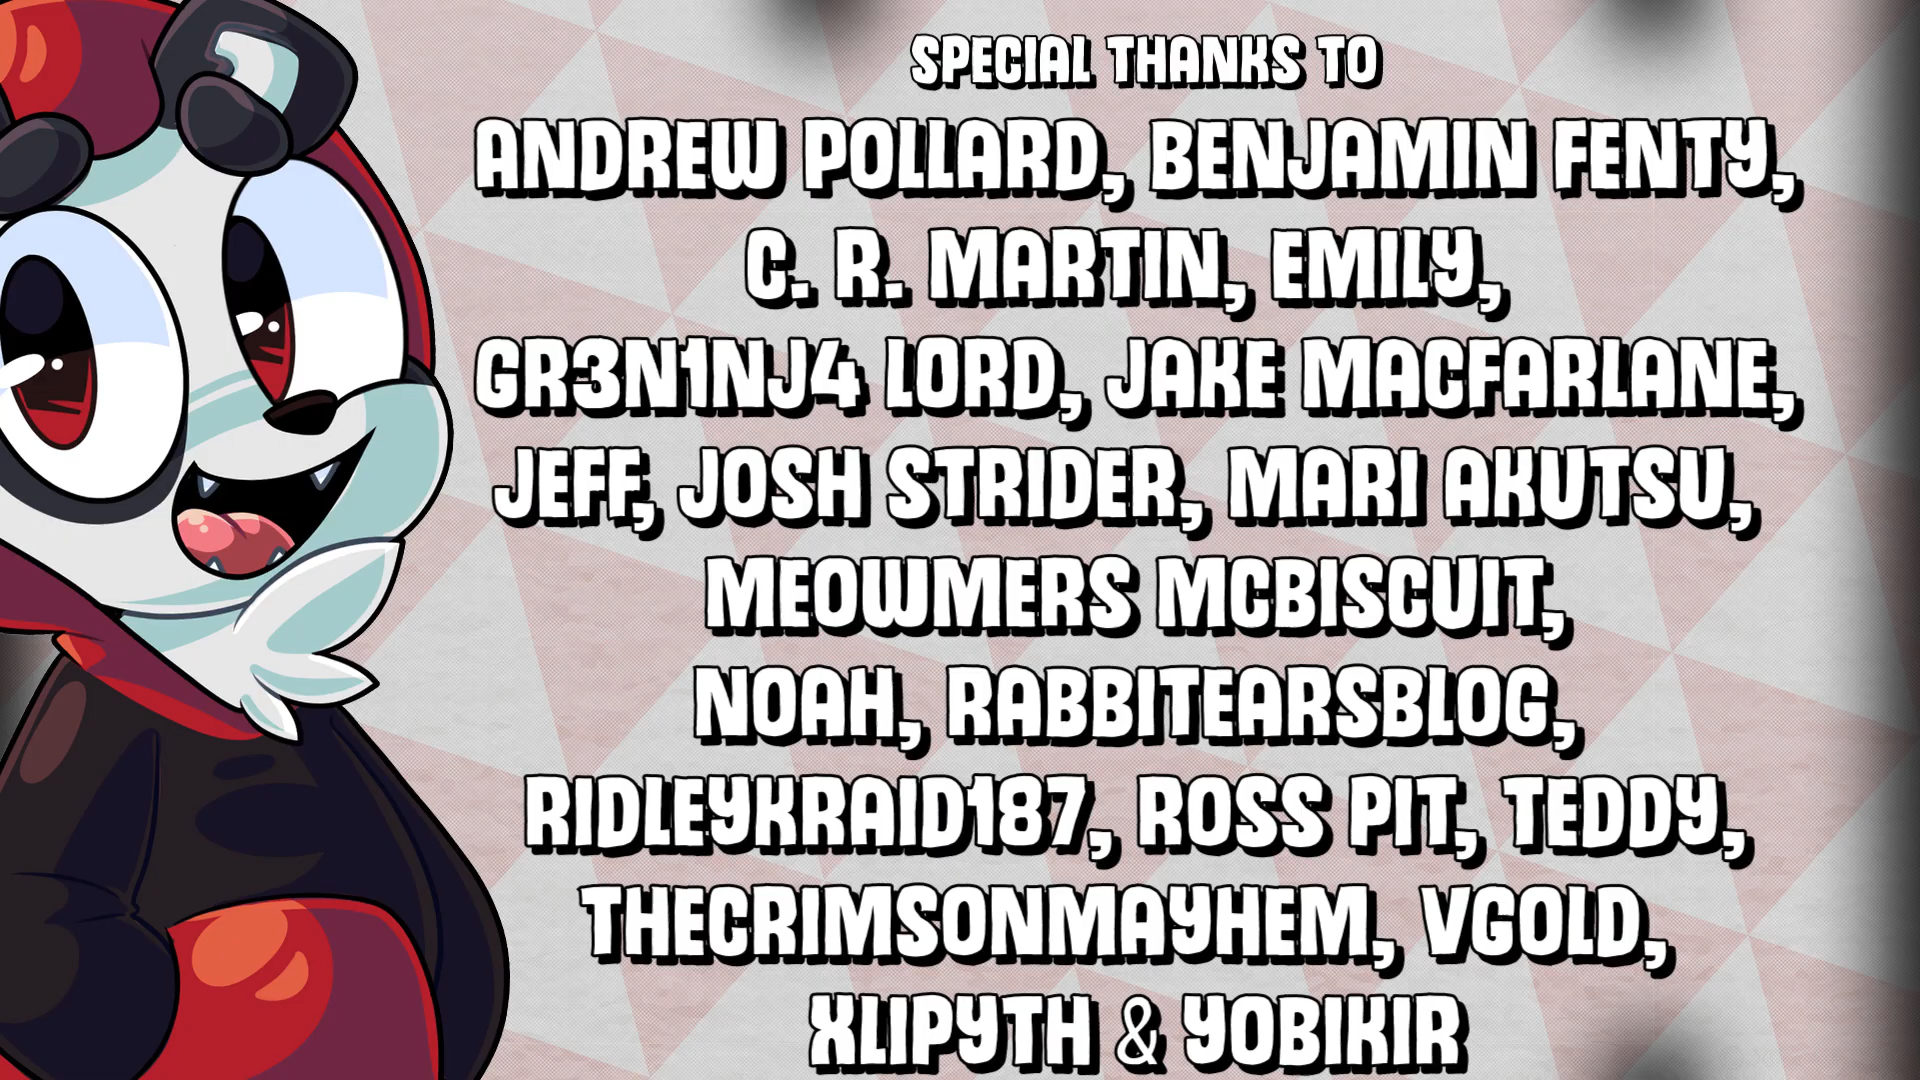 SPECIAL THANKS TO
ANDREW POLLARD, BENJAMIN FENTY,
C. R. MARTIN, EMILY,
GR3N1NJ4 LORD, JAKE MACFARLANE,
JEFF, JOSH STRIDER, MARI AKUTSU,
MEOWMERS MCBISCUIT,
NOAH, RABBITEARSBLOG,
RIDLEYKRAID187, ROSS PIT, TEDDY,
THECRIMSONMAYHEM, VGOLD,
XLIPYTH & YOBIKIR